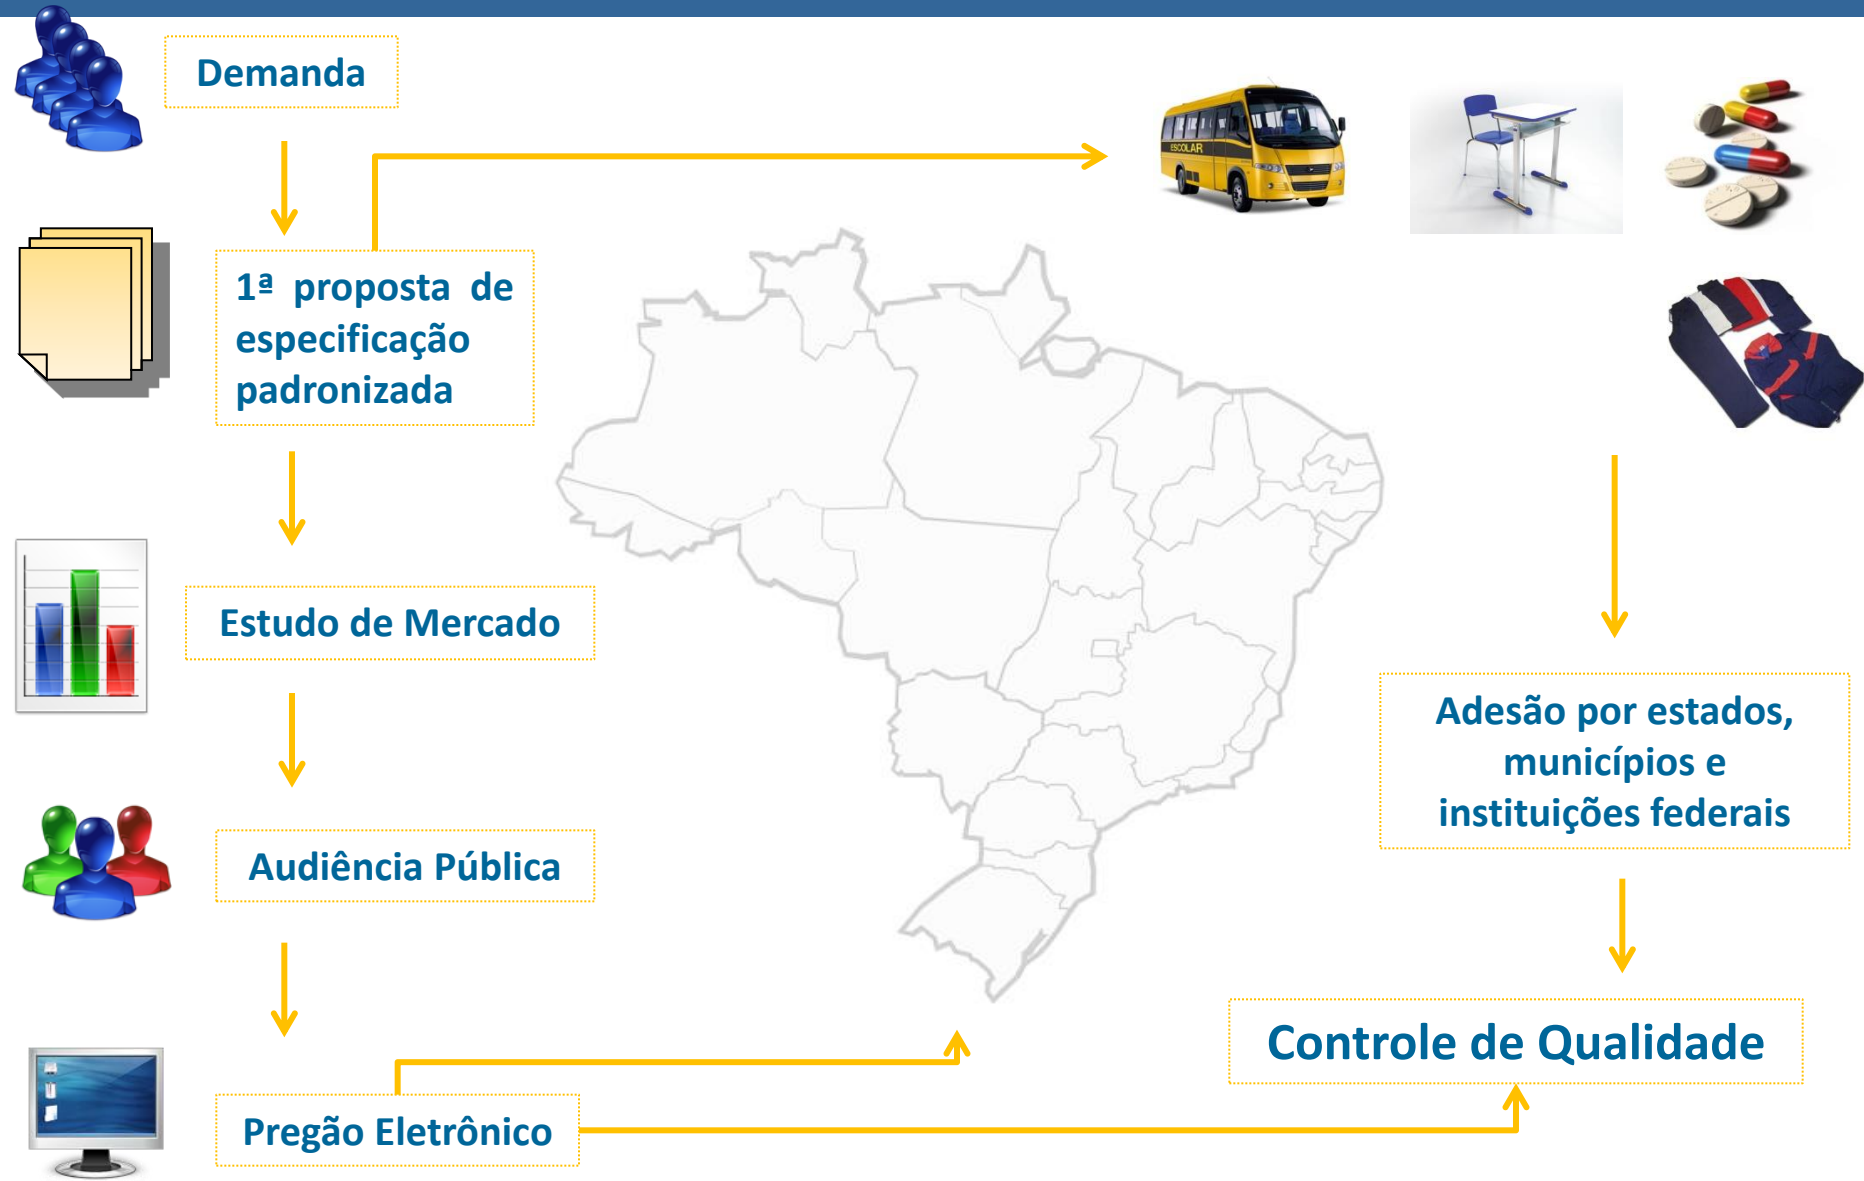 Demanda
ESCOLAR
1ª proposta de
especificação
padronizada
Estudo de Mercado
Adesão por estados,
municípios e
instituições federais
Audiência Pública
Controle de Qualidade
Pregão Eletrônico